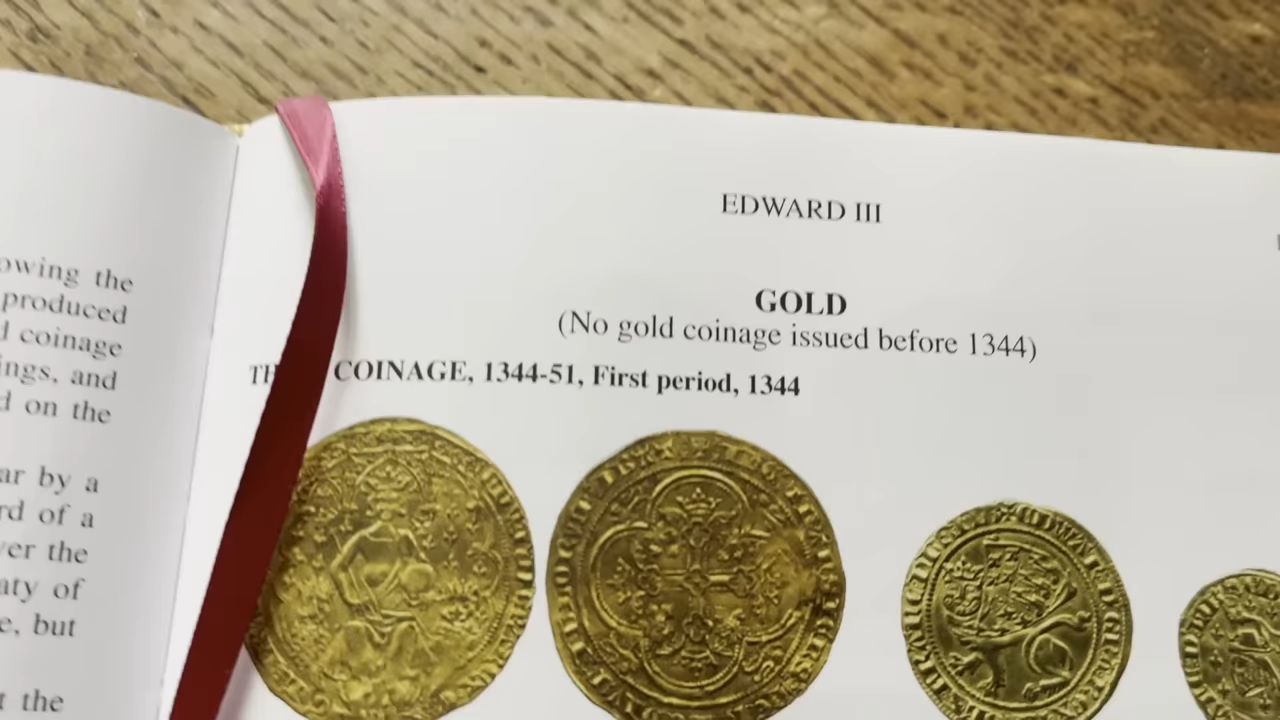 owing the
produced
d coinage
ings, and
d on the
ar by a
rd of a
ver the
aty of
e, but
t the
EDWARD III
GOLD
(No gold coinage issued before 1344)
TH COINAGE, 1344-51, First period, 1344